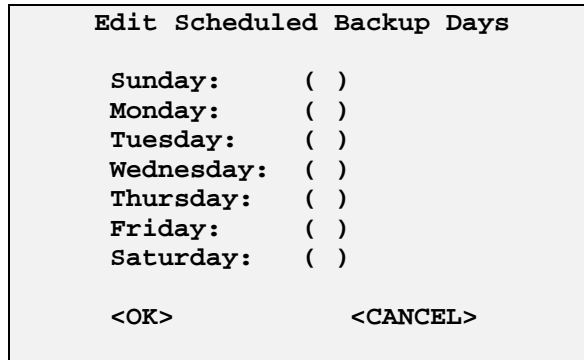 Edit Scheduled Backup Days
Sunday: ( )
Monday: ( )
Tuesday: ( )
Wednesday: ( )
Thursday: ( )
Friday: ( )
Saturday: ( )
<OK> <CANCEL>